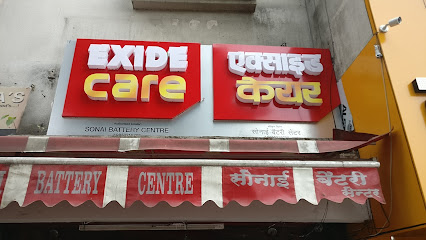 EXIDE
care
SONAI BATTERY CENTRE
एक्साइड
केयर
सोनाई बैटरी सेंटर
BATTERY CENTRE सोनाई बेंटरी
सेन्टर